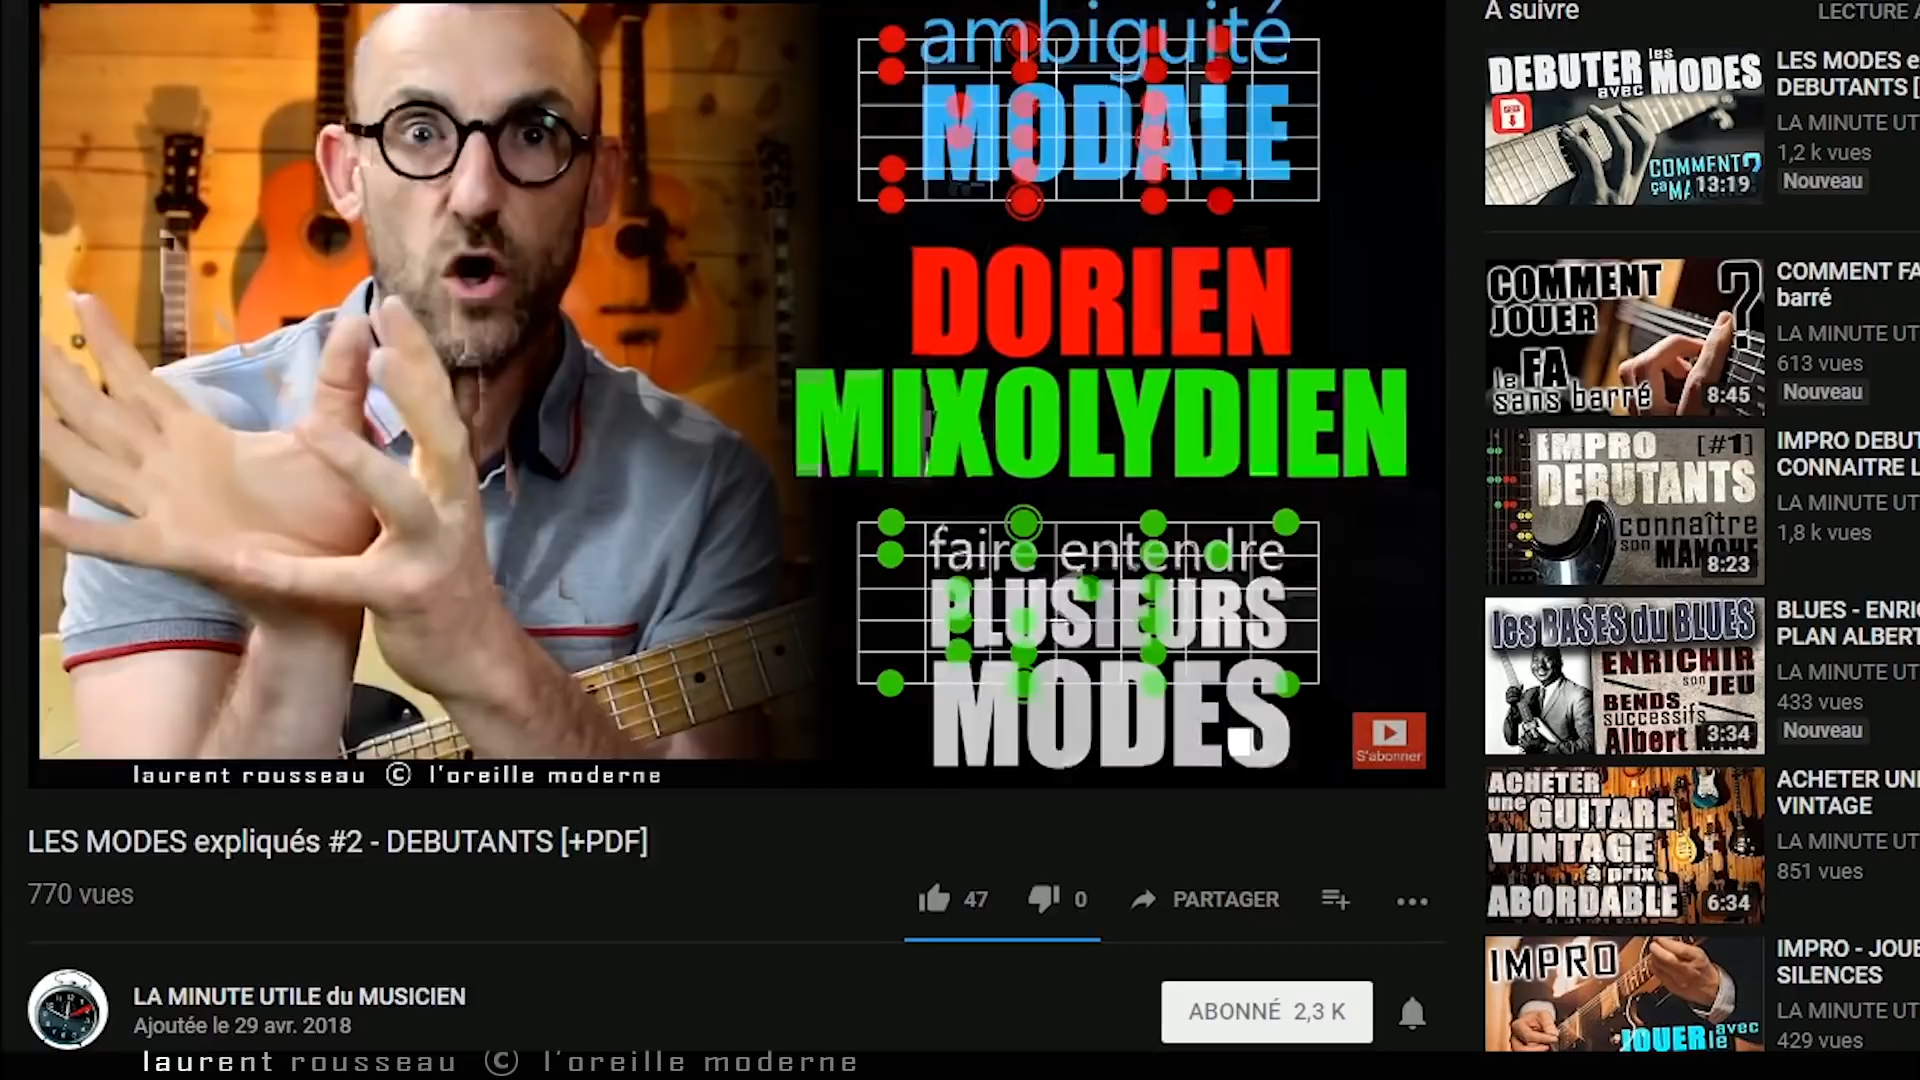 ambiguité
MODALE
DORIEN
MIXOLYDIEN
faire entendre
PLUSIEURS
MODES
S'abonner
laurent rousseau © l'oreille moderne
LES MODES expliqués #2 - DEBUTANTS [+PDF]
770 vues
47
0
PARTAGER
LA MINUTE UTILE du MUSICIEN
Ajoutée le 29 avr. 2018
ABONNÉ 2,3 K
laurent rousseau © l'oreille moderne
A suivre
LECTURE A
DEBUTER avec les MODES
COMMENT
ça MA
13:19
LES MODES e
DEBUTANTS [
LA MINUTE UT
1,2 k vues
Nouveau
COMMENT
JOUER
le FA
sans barré
?
8:45
COMMENT FA
barré
LA MINUTE UT
613 vues
Nouveau
IMPRO [#1]
DEBUTANTS
connaître
son MANCHE
8:23
IMPRO DEBUT
CONNAITRE L
LA MINUTE UT
1,8 k vues
les BASES du BLUES
ENRICHIR
son JEU
BENDS
successifs
Albert
3:34
BLUES - ENRIC
PLAN ALBERT
LA MINUTE UT
433 vues
Nouveau
ACHETER
une GUITARE
VINTAGE
à prix
ABORDABLE
6:34
ACHETER UNE
VINTAGE
LA MINUTE UT
851 vues
IMPRO
JOUER avec
le
IMPRO - JOUE
SILENCES
LA MINUTE UT
429 vues